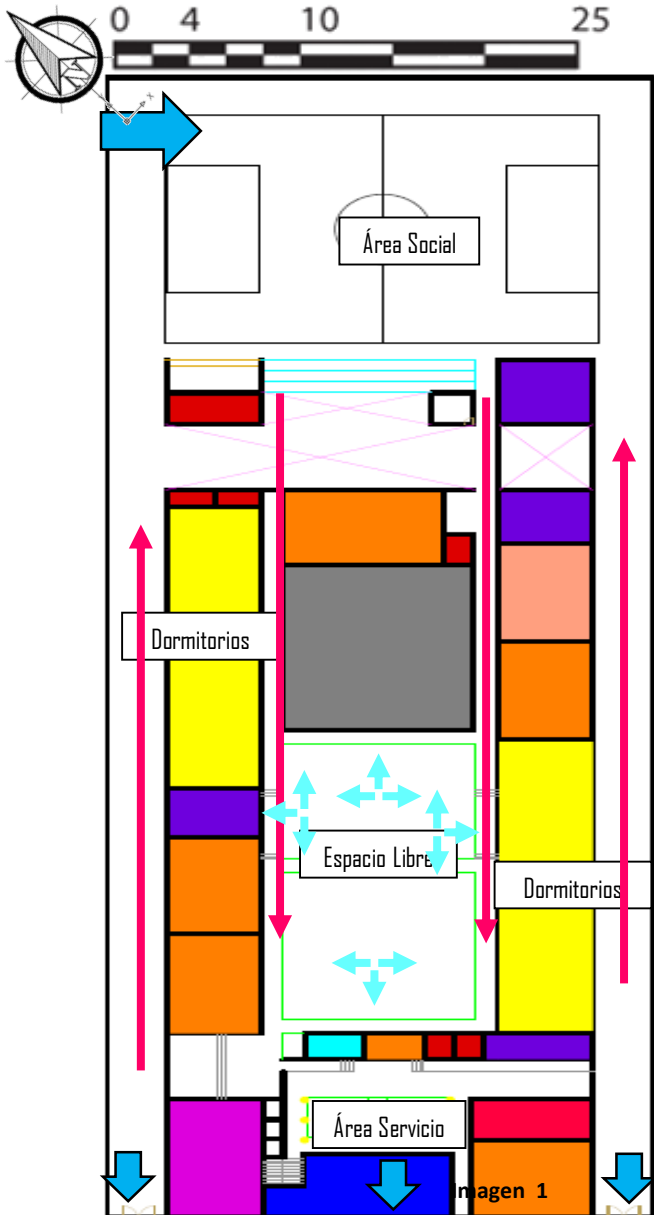 0 4 10 25
N
x
Área Social
Dormitorios
Espacio Libre
Dormitorios
Área Servicio
Imagen 1